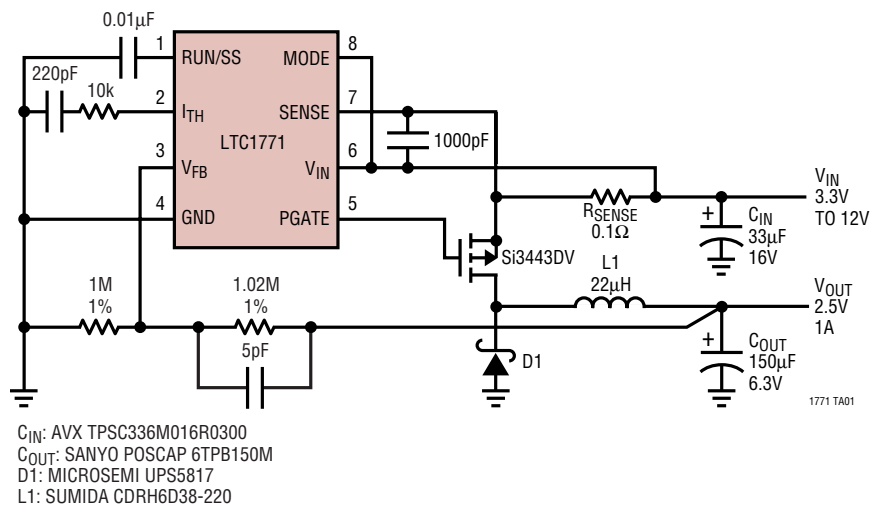 0.01µF
1
RUN/SS
MODE
8
220pF
10k
2
ITH
SENSE
7
LTC1771
1000pF
3
VFB
VIN
6
4
GND
PGATE
5
RSENSE
0.1Ω
VIN
3.3V
TO 12V
+
CIN
33µF
16V
Si3443DV
L1
22µH
1M
1%
1.02M
1%
5pF
VOUT
2.5V
1A
D1
+
COUT
150µF
6.3V
1771 TA01
CIN: AVX TPSC336M016R0300
COUT: SANYO POSCAP 6TPB150M
D1: MICROSEMI UPS5817
L1: SUMIDA CDRH6D38-220